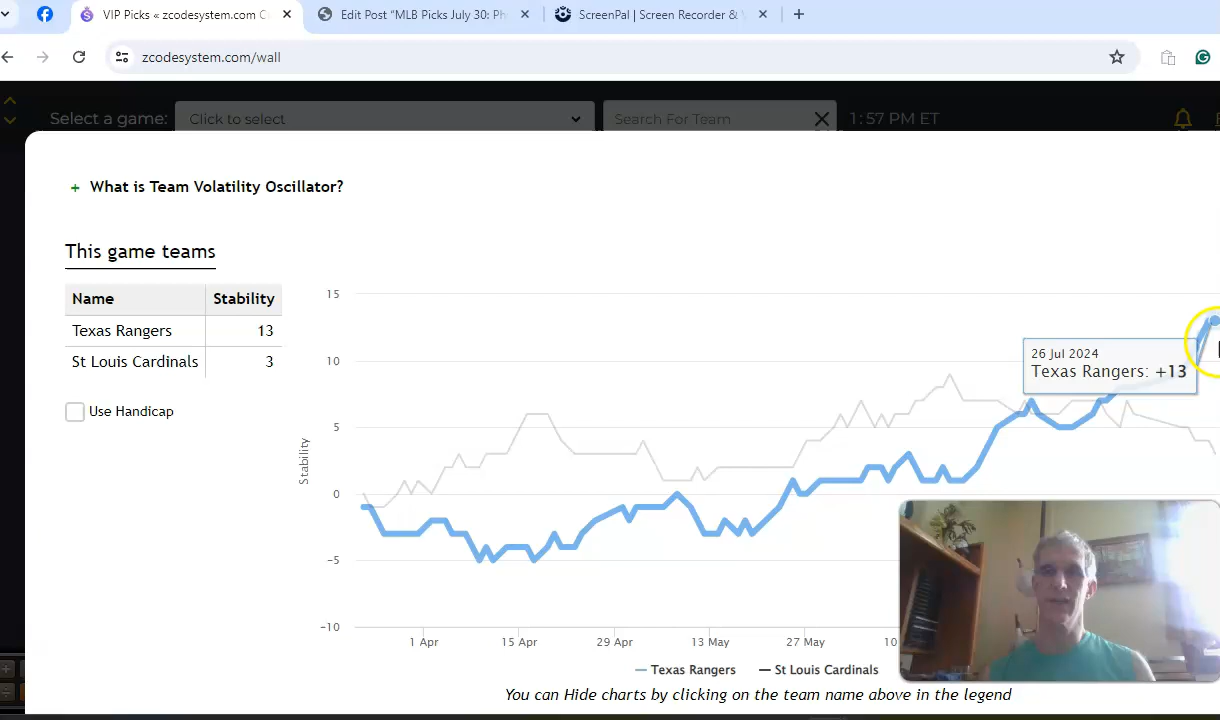 VIP Picks « zcodesystem.com C
Edit Post "MLB Picks July 30: Ph
ScreenPal | Screen Recorder &
zcodesystem.com/wall
Select a game:
Click to select
Search For Team
1:57 PM ET
+ What is Team Volatility Oscillator?
This game teams
Name Stability
Texas Rangers 13
St Louis Cardinals 3
Use Handicap
15
10
5
0
−5
−10
Stability
26 Jul 2024
Texas Rangers: +13
1 Apr 15 Apr 29 Apr 13 May 27 May 10
Texas Rangers St Louis Cardinals
You can Hide charts by clicking on the team name above in the legend